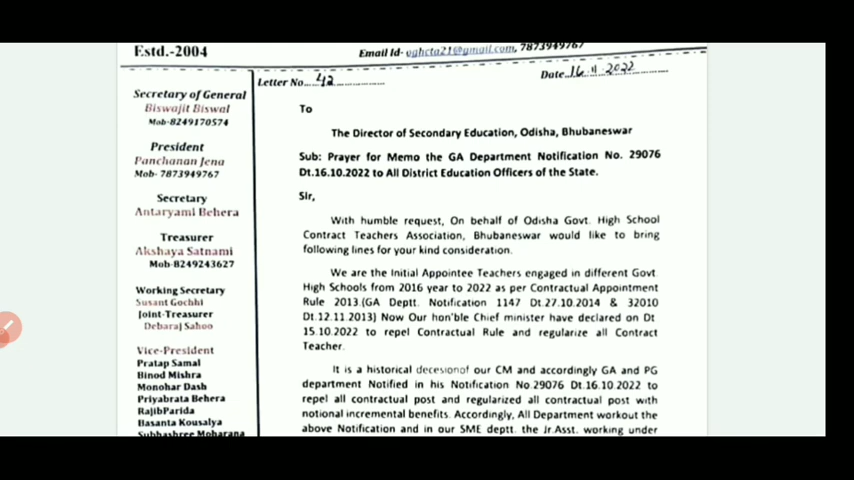 Estd.-2004
Email Id- oghcta21@gmail.com, 7873949767
Letter No....42
Date..16.11.2022
Secretary of General
Biswajit Biswal
Mob-8249170574
President
Panchanan Jena
Mob- 7873949767
Secretary
Antaryami Behera
Treasurer
Akshaya Satnami
Mob-8249243627
Working Secretary
Susant Gochhi
Joint-Treasurer
Debaraj Sahoo
Vice-President
Pratap Samal
Binod Mishra
Monohar Dash
Priyabrata Behera
RajibParida
Basanta Kousalya
Subhashree Moharana
To
The Director of Secondary Education, Odisha, Bhubaneswar
Sub: Prayer for Memo the GA Department Notification No. 29076
Dt.16.10.2022 to All District Education Officers of the State.
Sir,
With humble request, On behalf of Odisha Govt. High School
Contract Teachers Association, Bhubaneswar would like to bring
following lines for your kind consideration.
We are the Initial Appointee Teachers engaged in different Govt.
High Schools from 2016 year to 2022 as per Contractual Appointment
Rule 2013.(GA Deptt. Notification 1147 Dt.27.10.2014 & 32010
Dt.12.11.2013) Now Our hon'ble Chief minister have declared on Dt.
15.10.2022 to repel Contractual Rule and regularize all Contract
Teacher.
It is a historical decesionof our CM and accordingly GA and PG
department Notified in his Notification No.29076 Dt.16.10.2022 to
repel all contractual post and regularized all contractual post with
notional incremental benefits. Accordingly, All Department workout the
above Notification and in our SME deptt. the Jr.Asst. working under